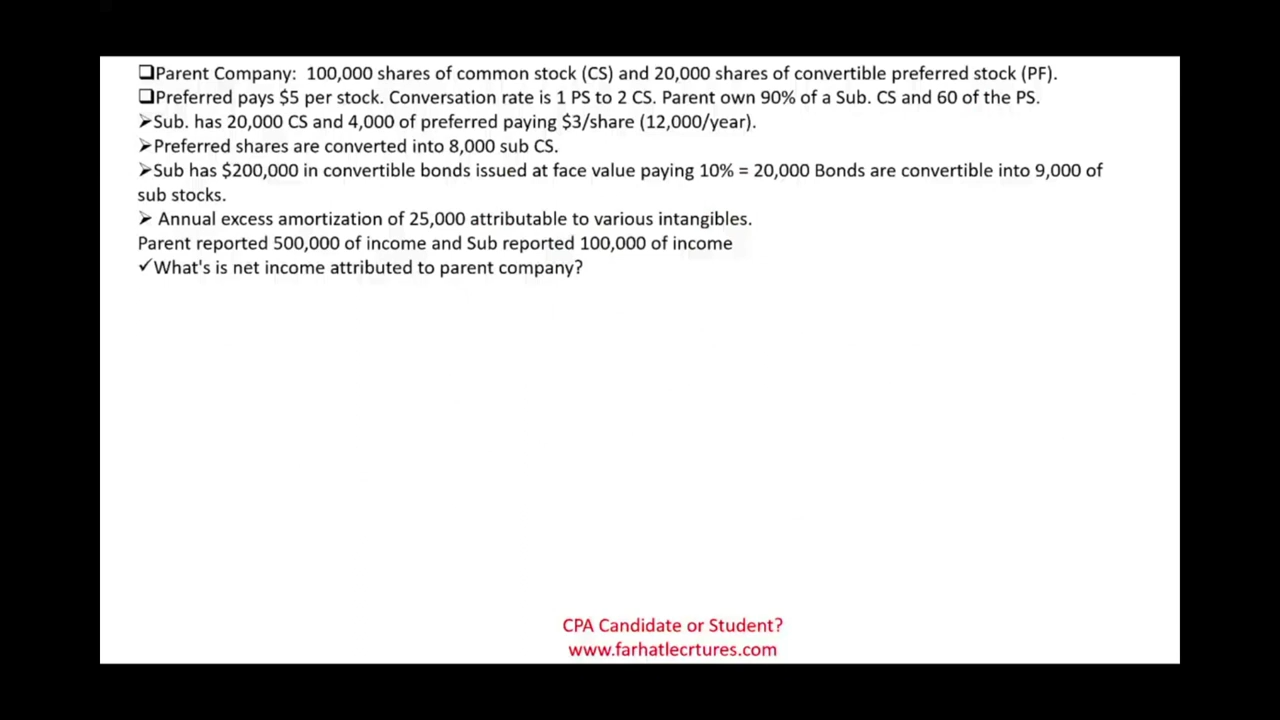 ❑Parent Company: 100,000 shares of common stock (CS) and 20,000 shares of convertible preferred stock (PF).
❑Preferred pays $5 per stock. Conversation rate is 1 PS to 2 CS. Parent own 90% of a Sub. CS and 60 of the PS.
➢Sub. has 20,000 CS and 4,000 of preferred paying $3/share (12,000/year).
➢Preferred shares are converted into 8,000 sub CS.
➢Sub has $200,000 in convertible bonds issued at face value paying 10% = 20,000 Bonds are convertible into 9,000 of
sub stocks.
➢ Annual excess amortization of 25,000 attributable to various intangibles.
Parent reported 500,000 of income and Sub reported 100,000 of income
✓What's is net income attributed to parent company?
CPA Candidate or Student?
www.farhatlecrtures.com